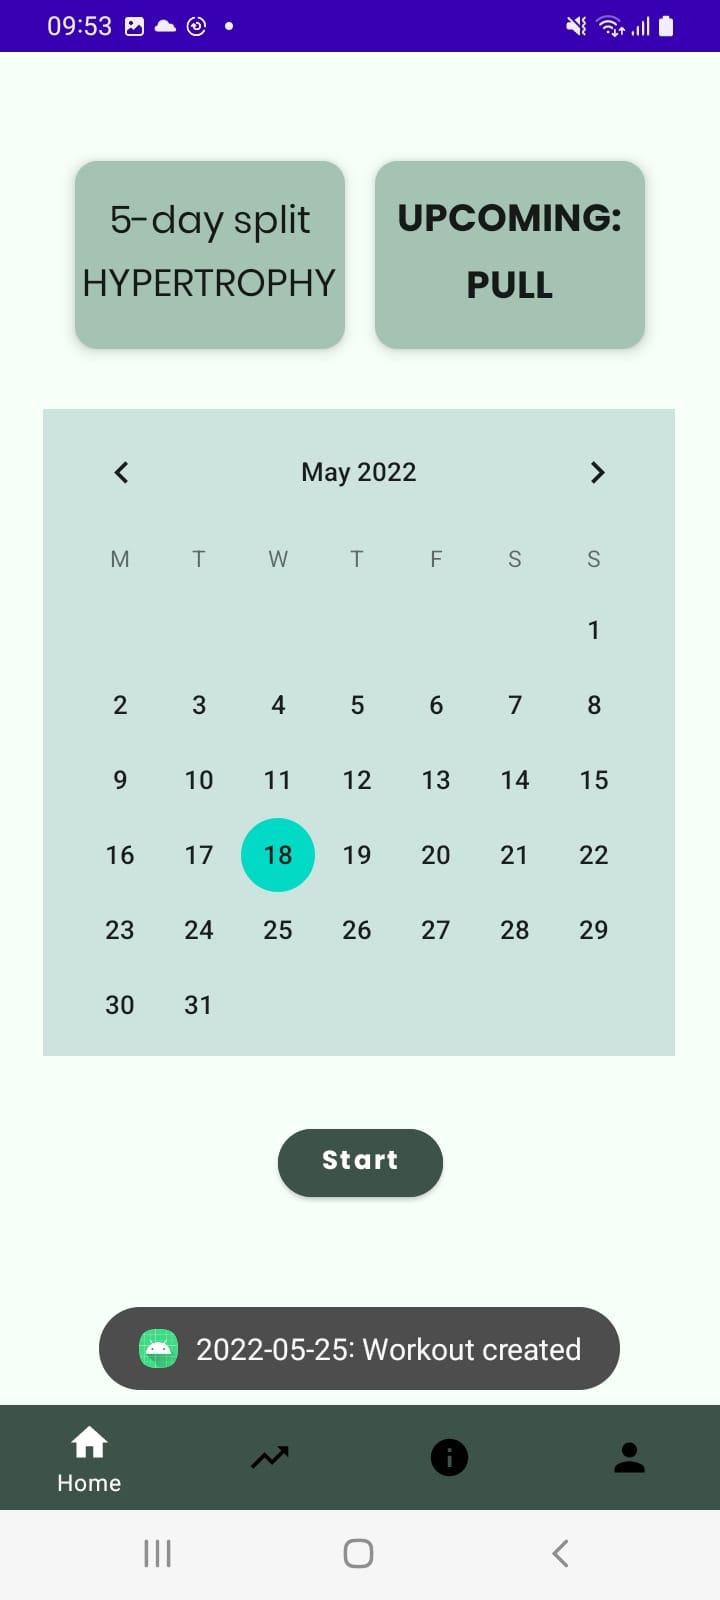 09:53
5-day split
HYPERTROPHY
UPCOMING:
PULL
May 2022
M T W T F S S
1
2 3 4 5 6 7 8
9 10 11 12 13 14 15
16 17 18 19 20 21 22
23 24 25 26 27 28 29
30 31
Start
2022-05-25: Workout created
Home